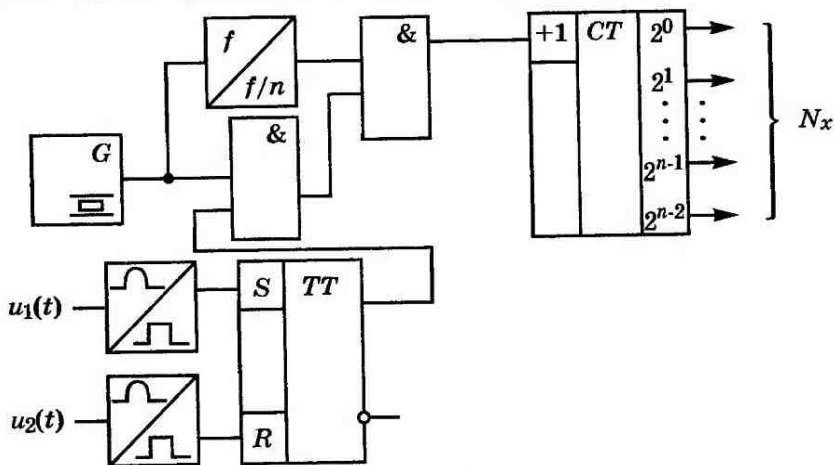 f
f/n
&
+1
CT
2^0
2^1
2^{n-1}
2^{n-2}
N_x
G
&
u_1(t)
S
TT
u_2(t)
R